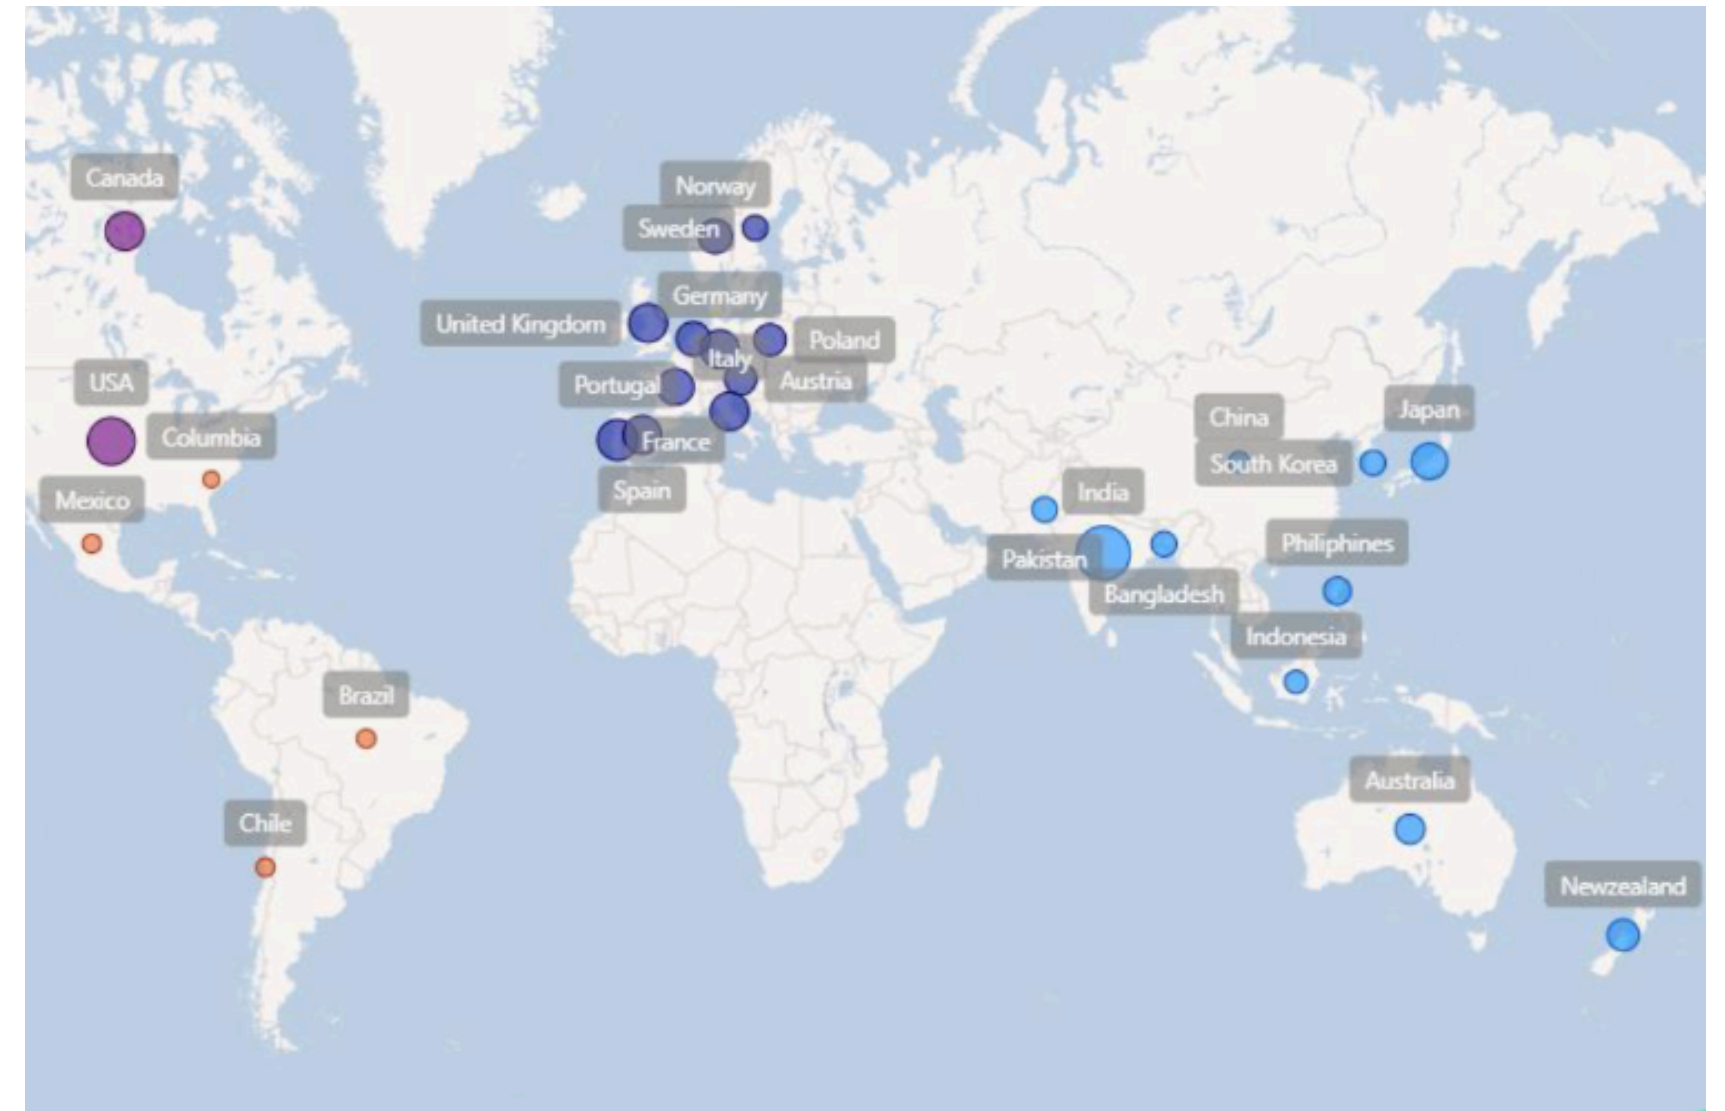 Canada
Norway
Sweden
Germany
United Kingdom
Poland
Italy
USA
Portugal
Austria
Columbia
France
China
Japan
South Korea
Mexico
Spain
India
Philiphines
Pakistan
Bangladesh
Indonesia
Brazil
Australia
Chile
Newzealand